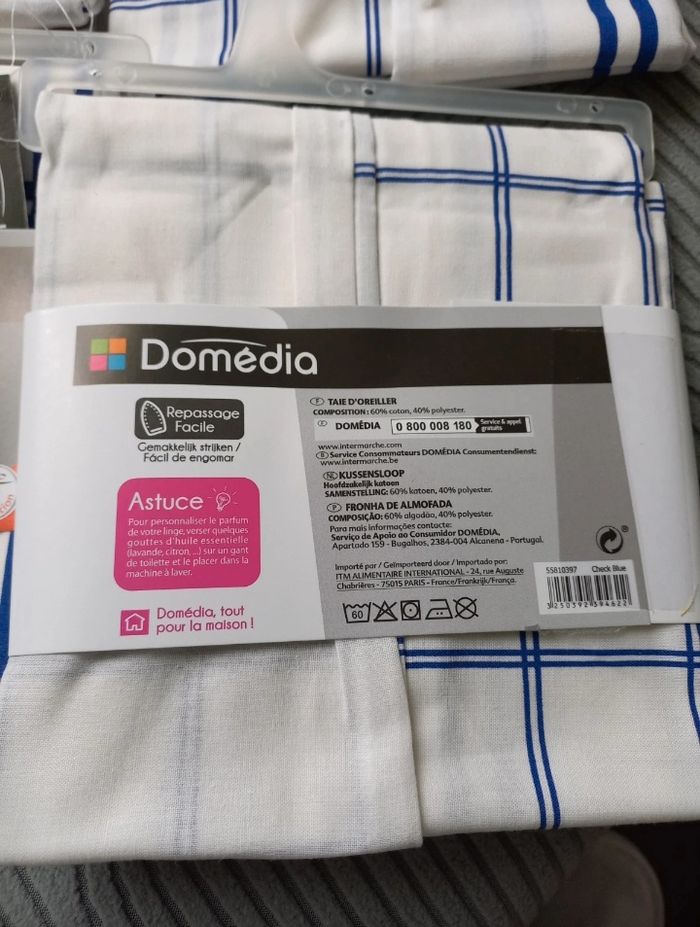 Domédia
Repassage
Facile
Gemakkelijk strijken /
Fácil de engomar
Astuce
Pour personnaliser le parfum
de votre linge, verser quelques
gouttes d'huile essentielle
(lavande, citron, ...) sur un gant
de toilette et le placer dans la
machine à laver.
Domédia, tout
pour la maison !
F TAIE D'OREILLER
COMPOSITION : 60% coton, 40% polyester.
F DOMÉDIA 0 800 008 180 Service & appel
gratuits
www.intermarche.com
B Service Consommateurs DOMÉDIA Consumentendienst:
www.intermarche.be
NL KUSSENSLOOP
Hoofdzakelijk katoen
SAMENSTELLING: 60% katoen, 40% polyester.
P FRONHA DE ALMOFADA
COMPOSIÇÃO: 60% algodão, 40% polyester.
Para mais informações contacte:
Serviço de Apoio ao Consumidor DOMÉDIA,
Apartado 159 - Bugalhos, 2384-004 Alcanena - Portugal.
Importé par / Geïmporteerd door / Importado por:
ITM ALIMENTAIRE INTERNATIONAL - 24, rue Auguste
Chabrières - 75015 PARIS - France/Frankrijk/França.
60
®
55810397 Check Blue
3250392394622